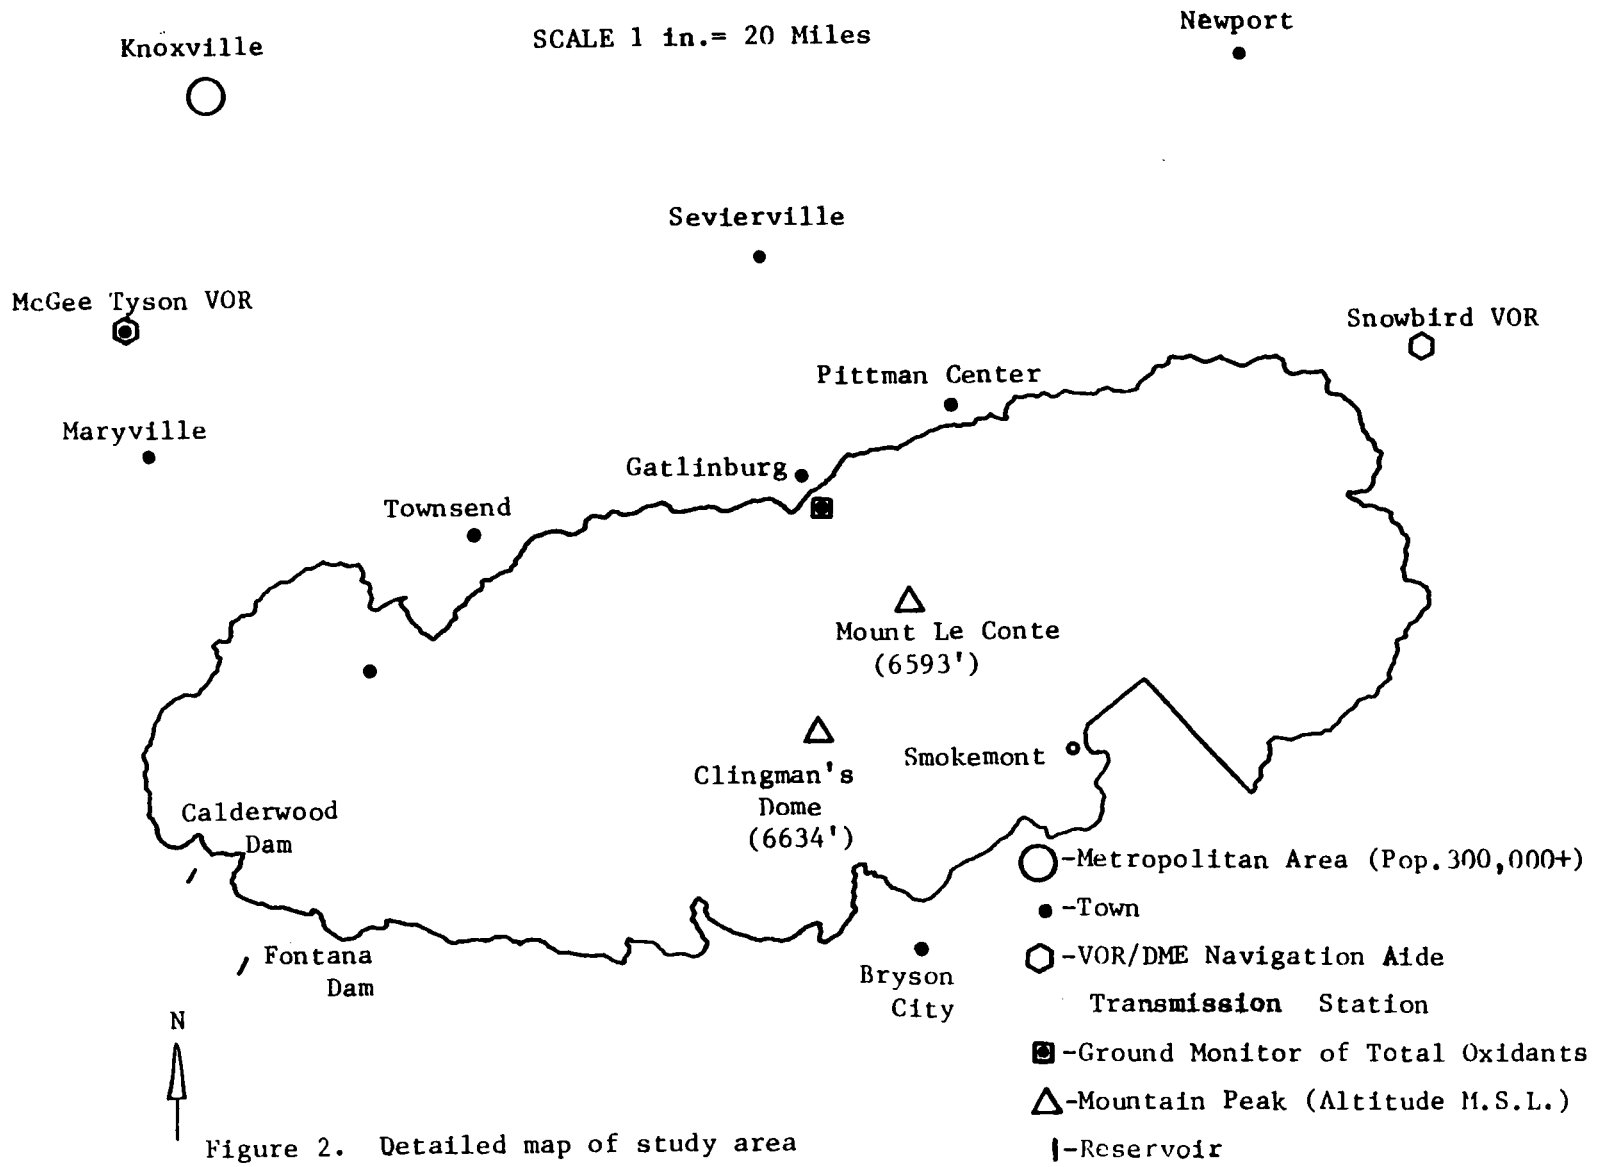 Knoxville
SCALE 1 in.= 20 Miles
Newport
Sevierville
McGee Tyson VOR
Snowbird VOR
Pittman Center
Maryville
Gatlinburg
Townsend
Mount Le Conte
(6593')
Smokemont
Clingman's
Dome
(6634')
Calderwood
Dam
Fontana
Dam
Bryson
City
-Metropolitan Area (Pop.300,000+)
-Town
-VOR/DME Navigation Aide
Transmission Station
-Ground Monitor of Total Oxidants
-Mountain Peak (Altitude M.S.L.)
-Reservoir
N
Figure 2. Detailed map of study area